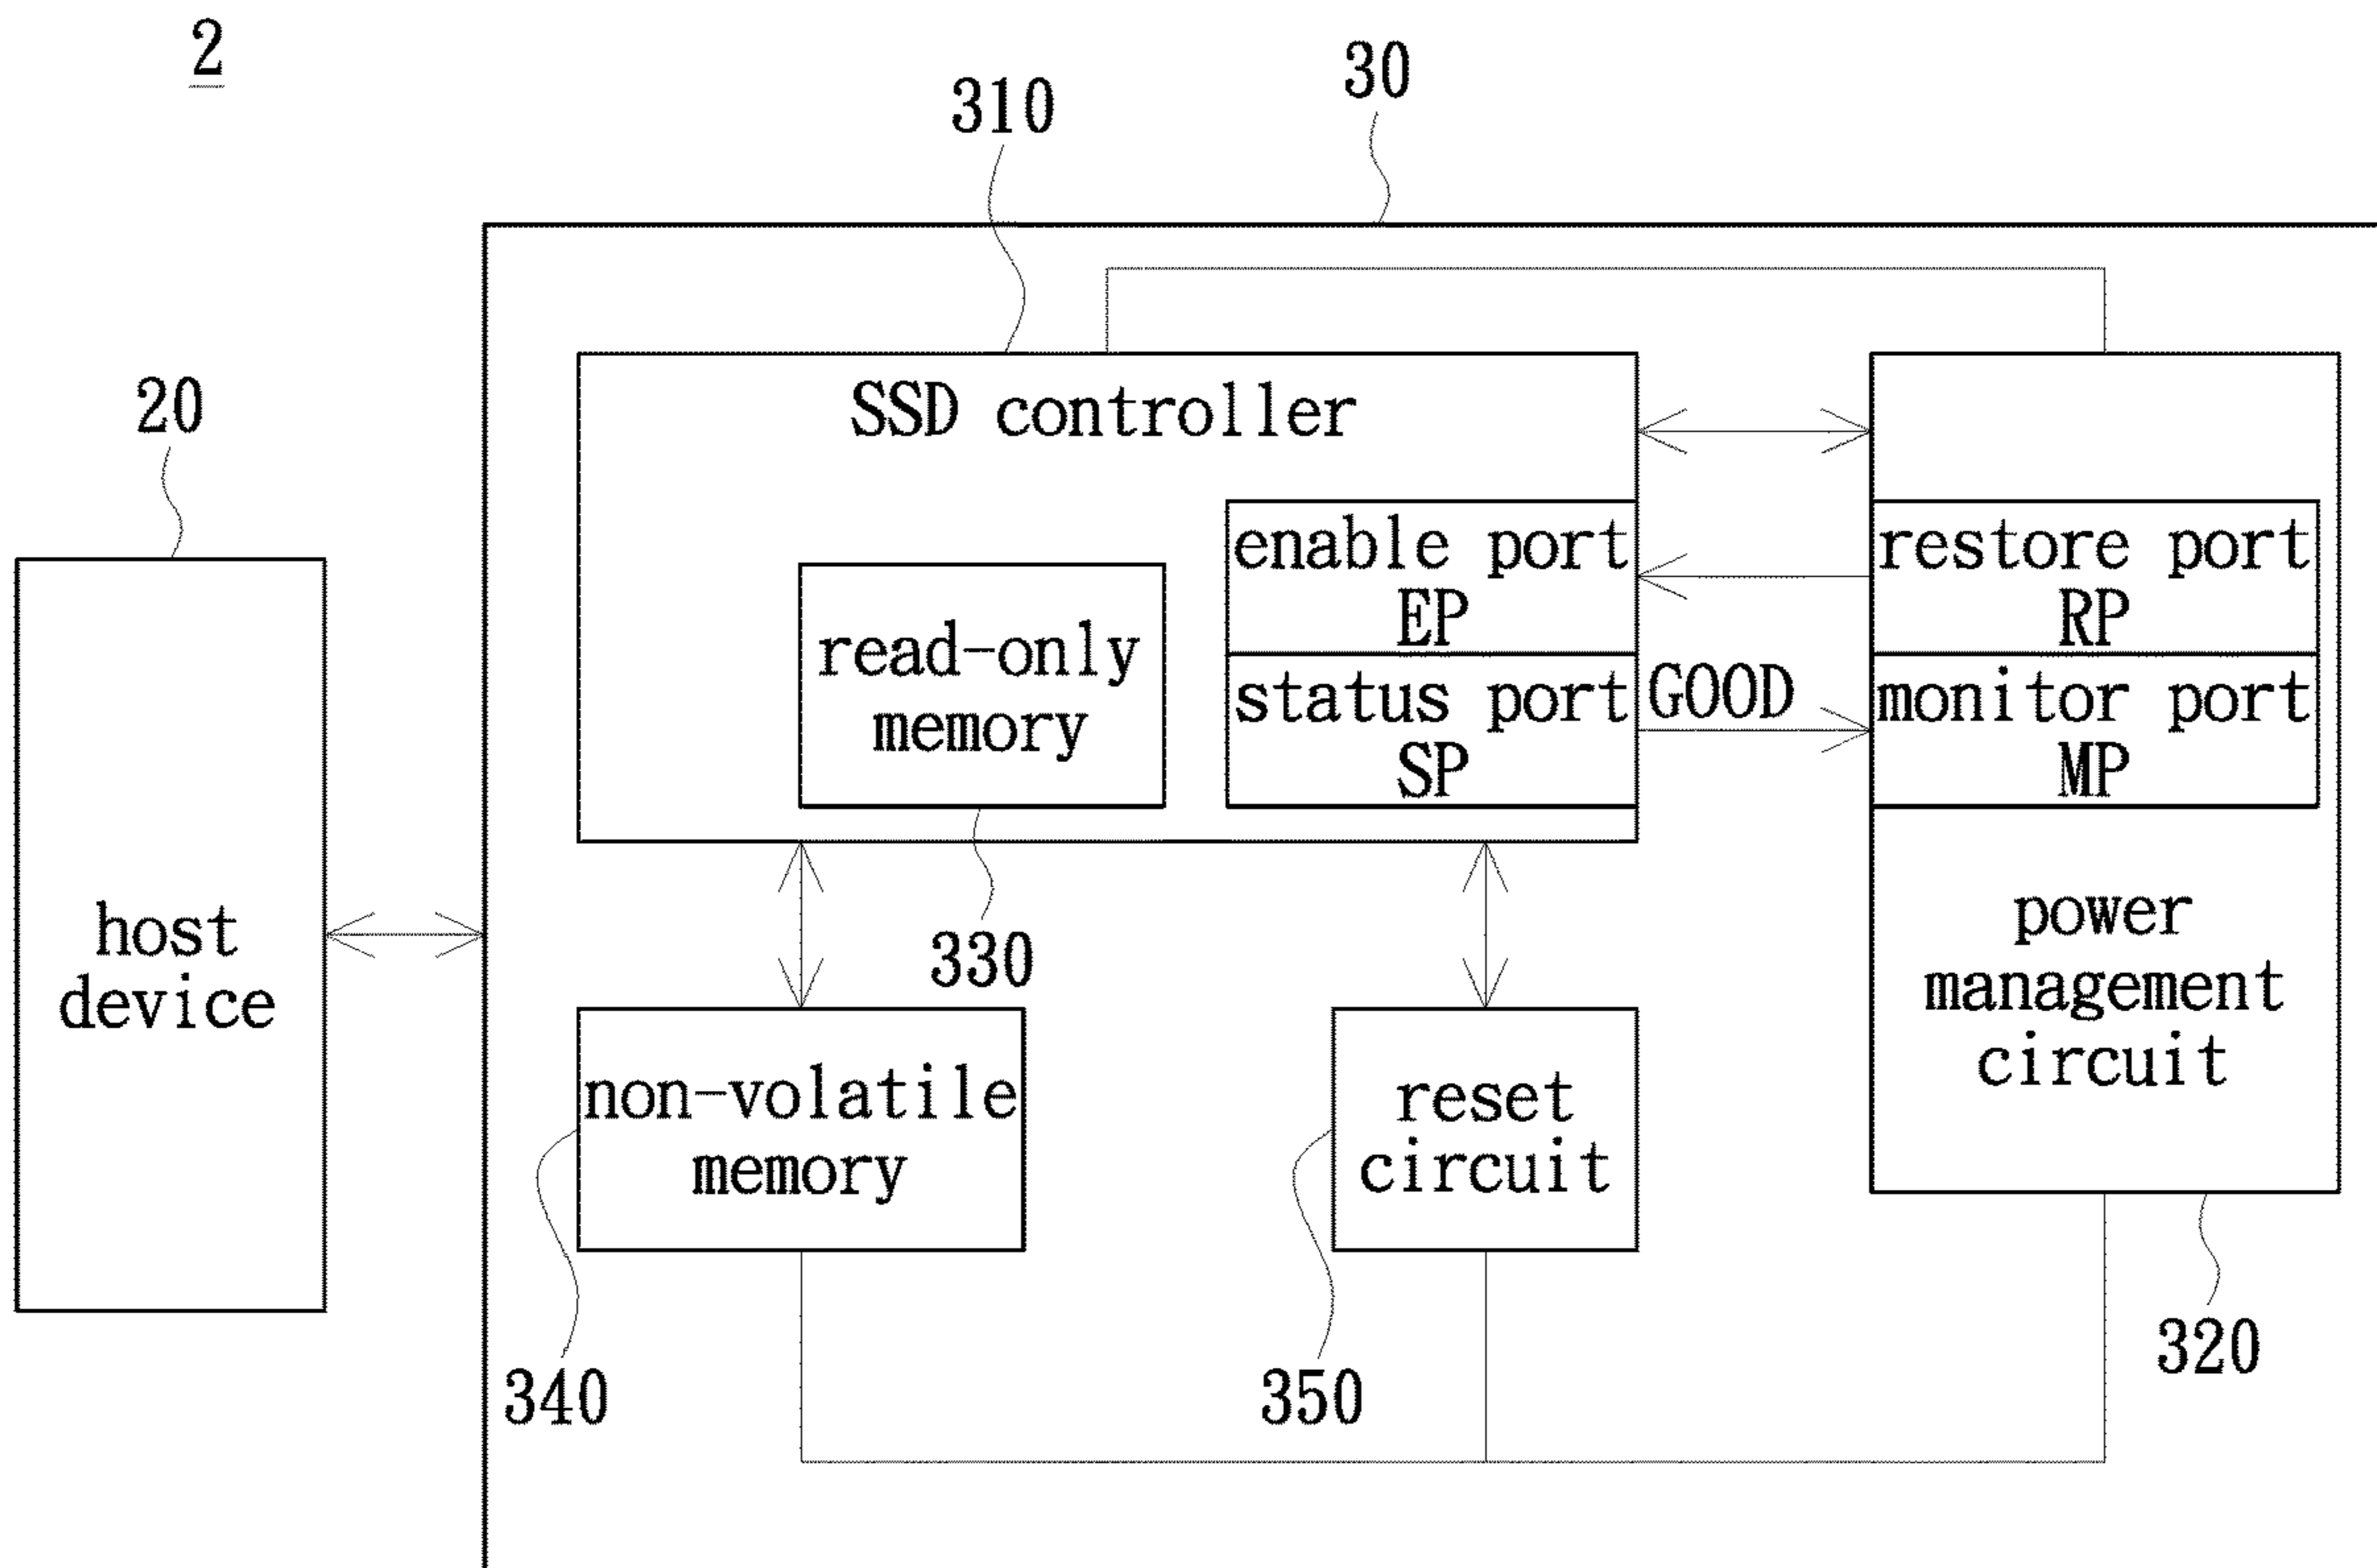 2
30
310
20
SSD controller
enable port
EP
restore port
RP
read-only
memory
status port
SP
GOOD
monitor port
MP
host
device
330
power
management
circuit
non-volatile
memory
reset
circuit
340
350
320